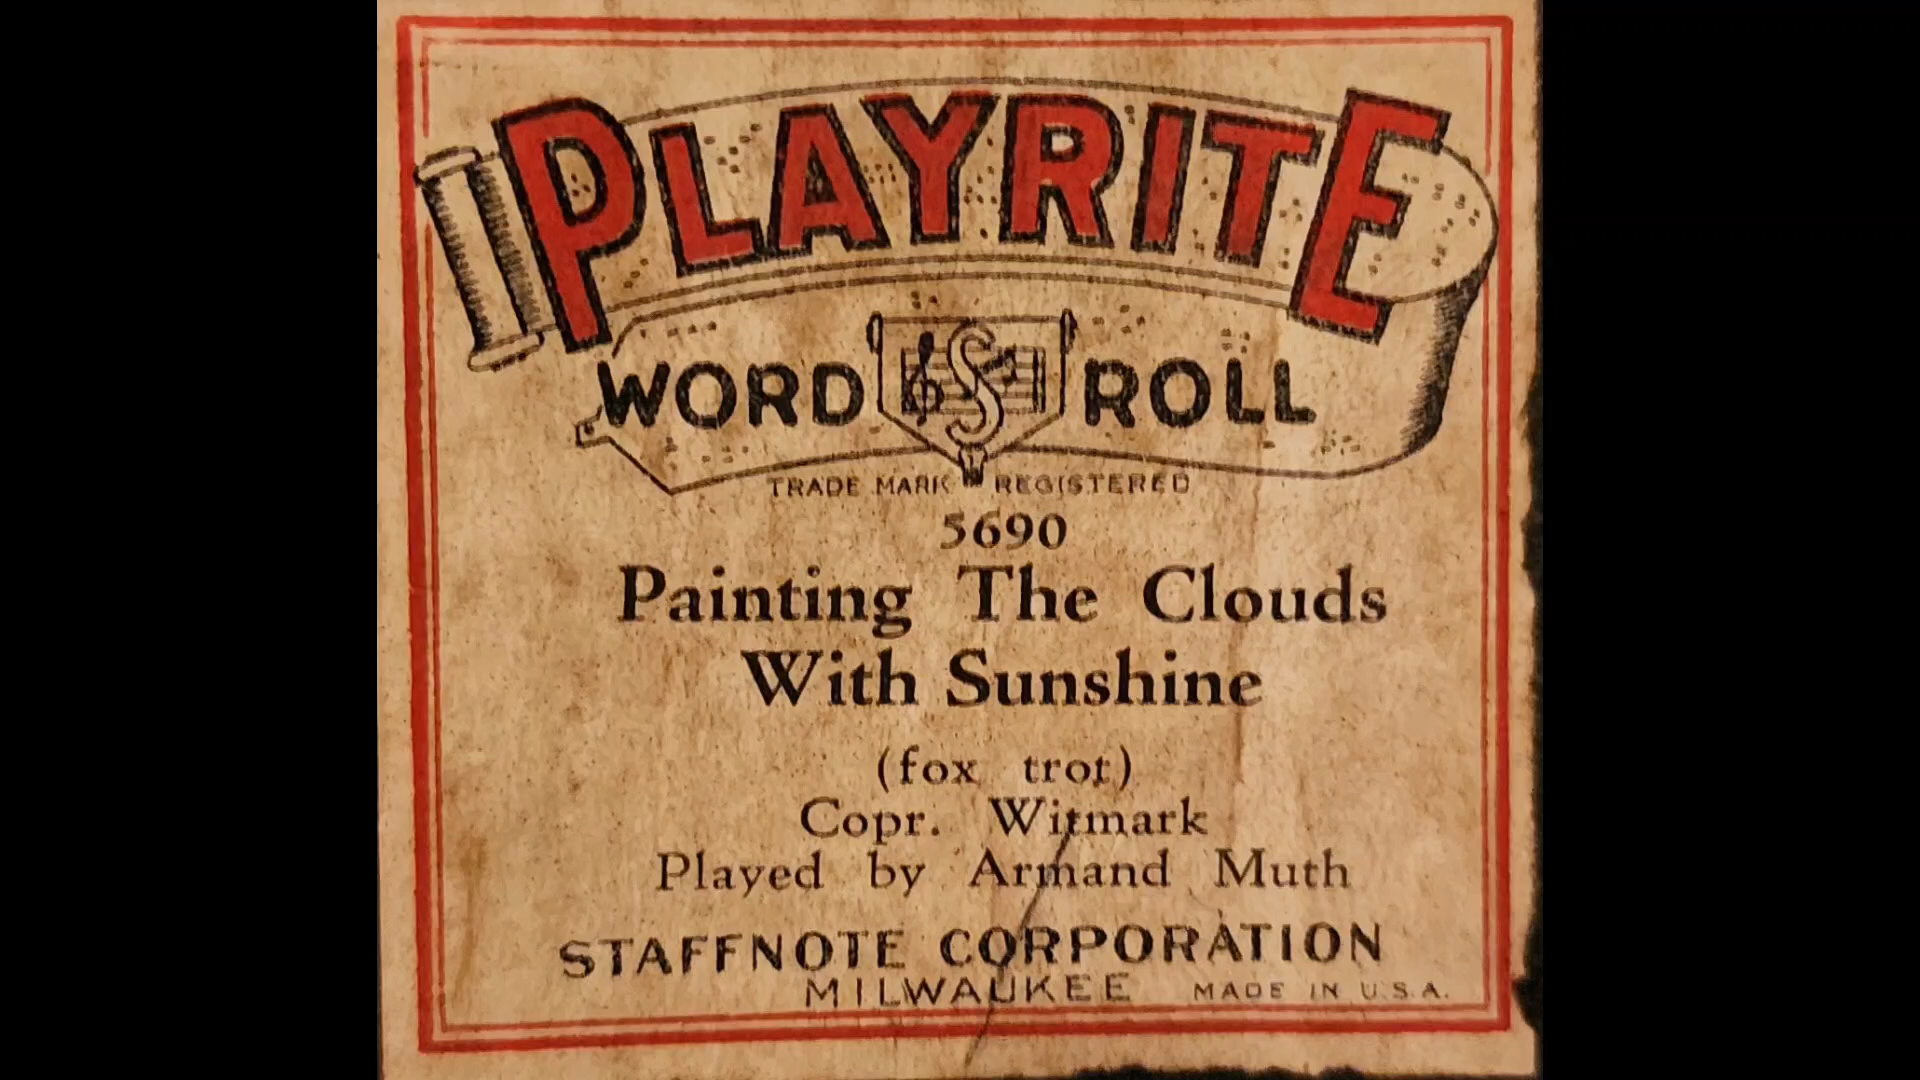 PLAYRITE
WORD S ROLL
TRADE MARK REGISTERED
5690
Painting The Clouds
With Sunshine
(fox trot)
Copr. Witmark
Played by Armand Muth
STAFFNOTE CORPORATION
MILWAUKEE MADE IN U.S.A.